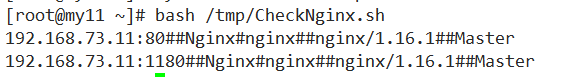 [root@my11 ~]# bash /tmp/CheckNginx.sh
192.168.73.11:80##Nginx#nginx##nginx/1.16.1##Master
192.168.73.11:1180##Nginx#nginx##nginx/1.16.1##Master